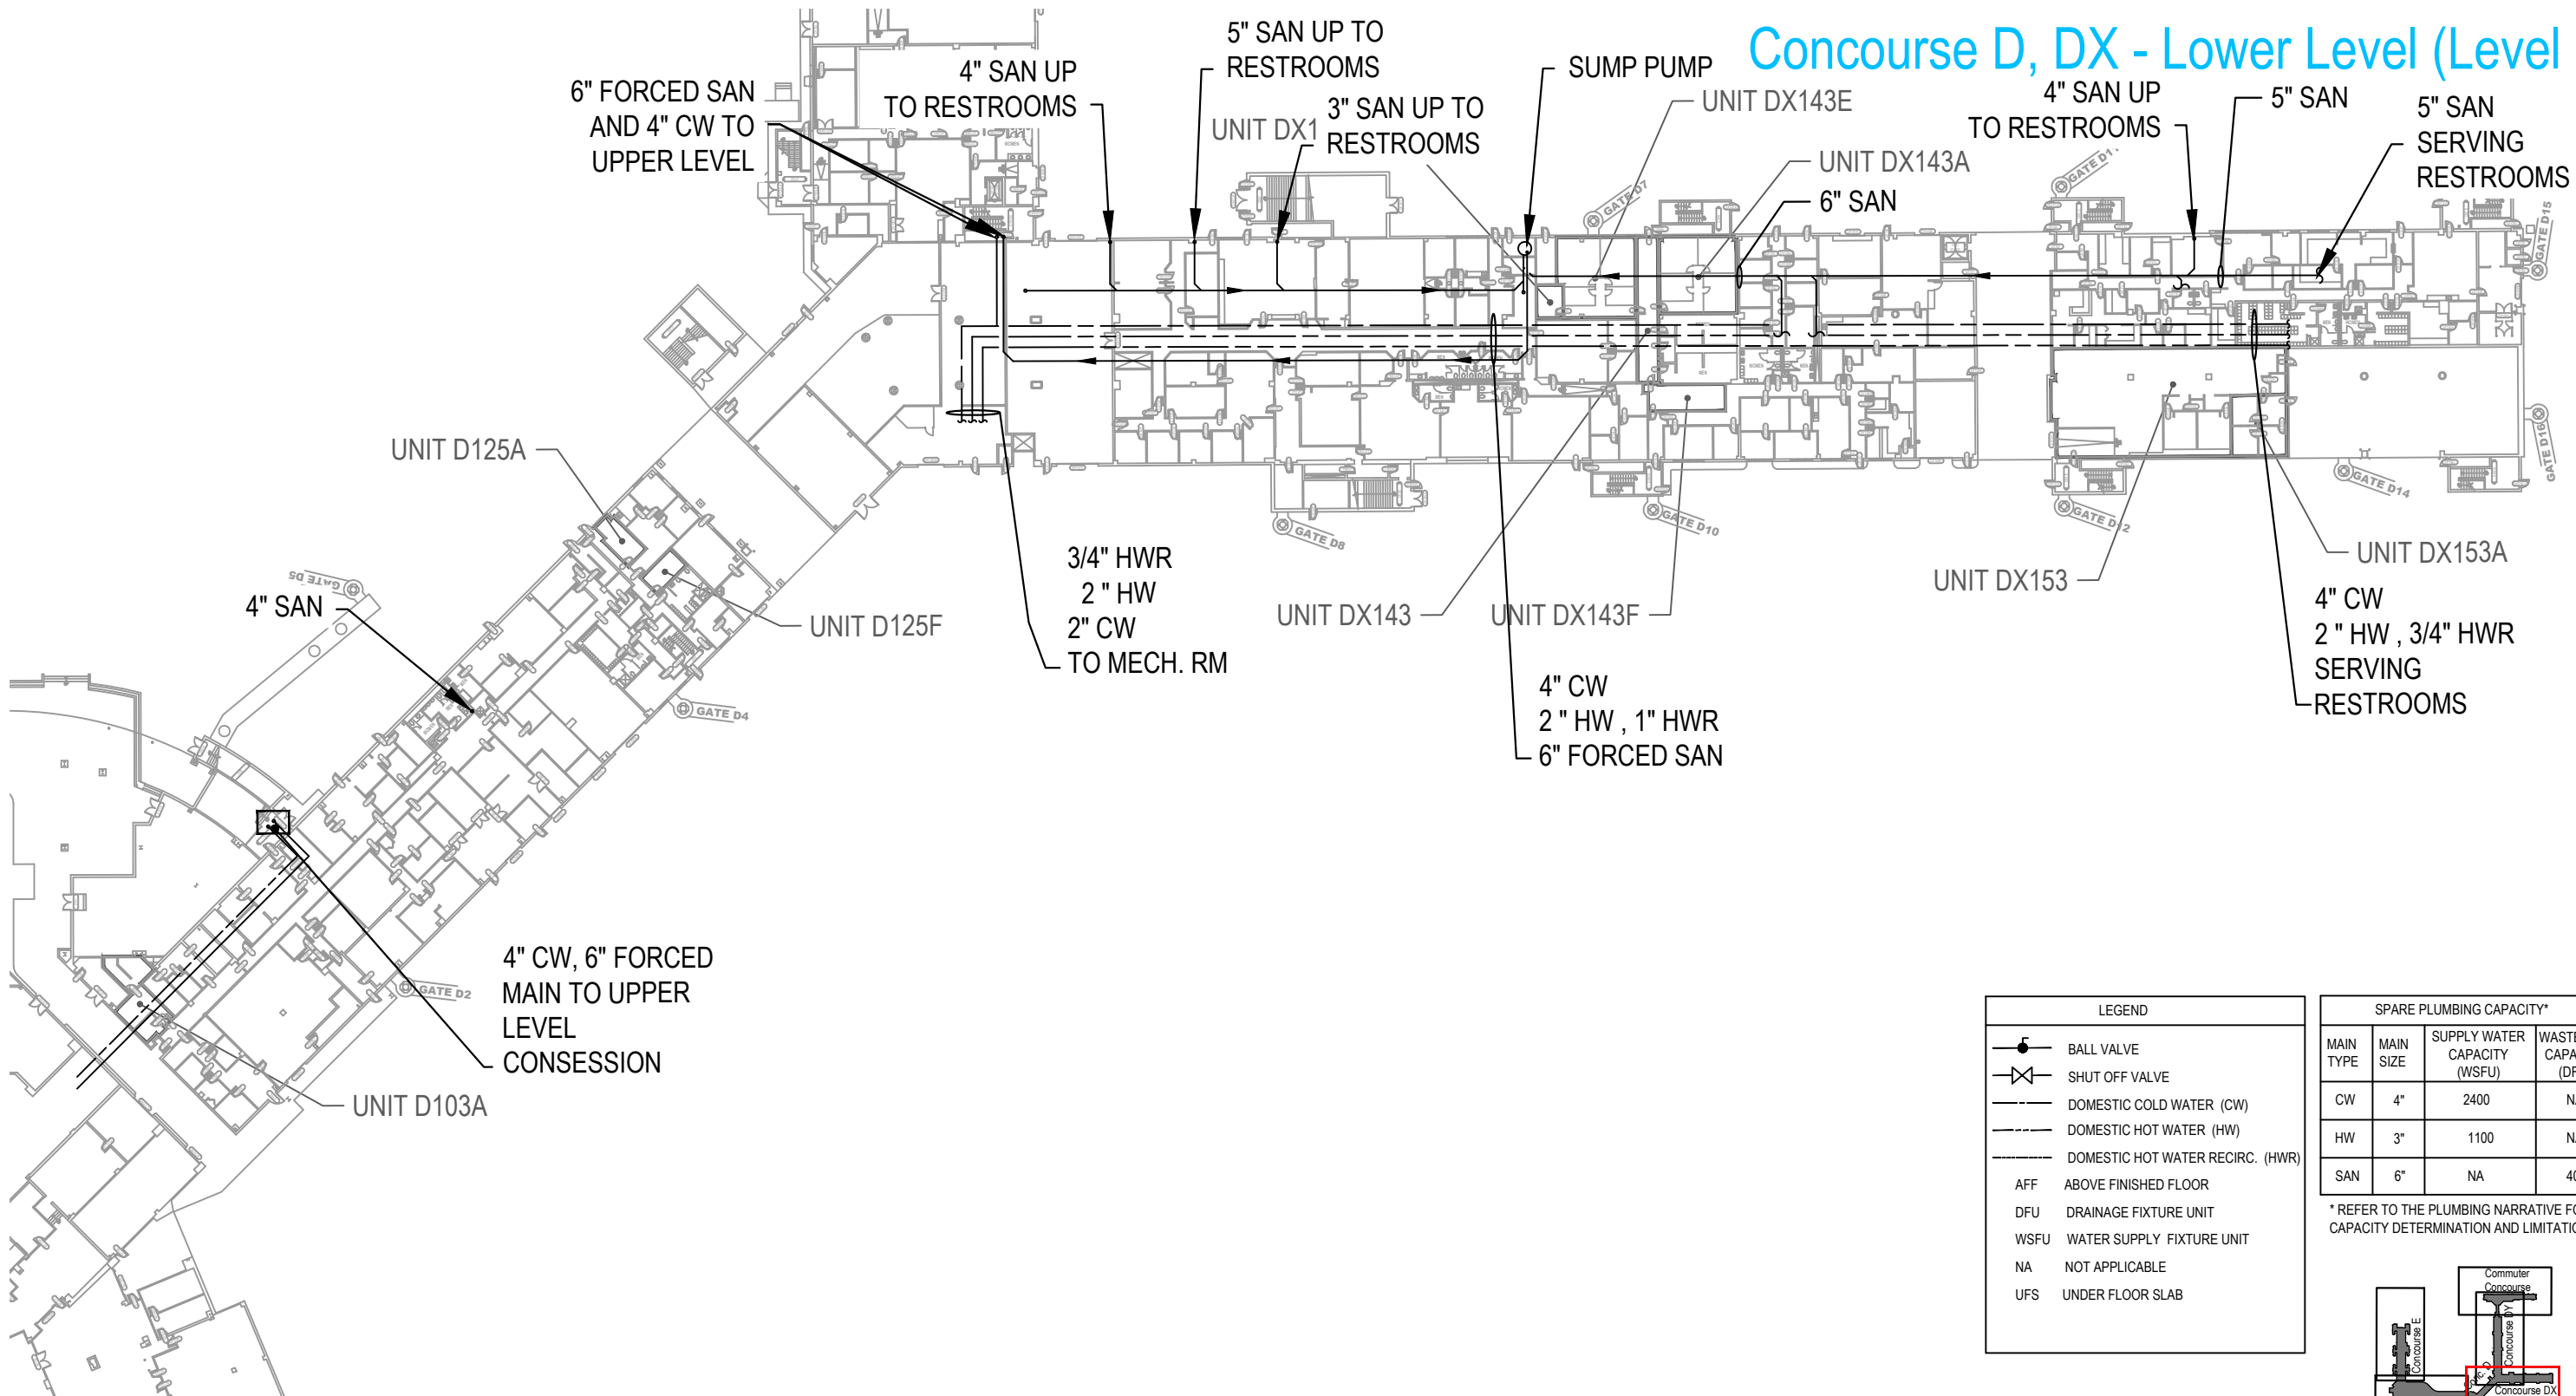 Concourse D, DX - Lower Level (Level
6" FORCED SAN
AND 4" CW TO
UPPER LEVEL
4" SAN UP
TO RESTROOMS
5" SAN UP TO
RESTROOMS
UNIT DX1
3" SAN UP TO
RESTROOMS
SUMP PUMP
UNIT DX143E
UNIT DX143A
6" SAN
4" SAN UP
TO RESTROOMS
5" SAN
5" SAN
SERVING
RESTROOMS
GATE D7
GATE D15
GATE D16
GATE D14
GATE D12
GATE D10
GATE D8
UNIT D125A
GATE D5
4" SAN
UNIT D125F
GATE D4
3/4" HWR
2 " HW
2" CW
TO MECH. RM
UNIT DX143
UNIT DX143F
4" CW
2 " HW , 1" HWR
6" FORCED SAN
UNIT DX153
UNIT DX153A
4" CW
2 " HW , 3/4" HWR
SERVING
RESTROOMS
4" CW, 6" FORCED
MAIN TO UPPER
LEVEL
CONSESSION
GATE D2
UNIT D103A
LEGEND
BALL VALVE
SHUT OFF VALVE
DOMESTIC COLD WATER (CW)
DOMESTIC HOT WATER (HW)
DOMESTIC HOT WATER RECIRC. (HWR)
AFF ABOVE FINISHED FLOOR
DFU DRAINAGE FIXTURE UNIT
WSFU WATER SUPPLY FIXTURE UNIT
NA NOT APPLICABLE
UFS UNDER FLOOR SLAB
SPARE PLUMBING CAPACITY*
MAIN TYPE
MAIN SIZE
SUPPLY WATER CAPACITY (WSFU)
CW 4" 2400
HW 3" 1100
SAN 6" NA
* REFER TO THE PLUMBING NARRATIVE
CAPACITY DETERMINATION AND
Commuter
Concourse
Concourse E
Concourse DY
Conc. D
Concourse DX